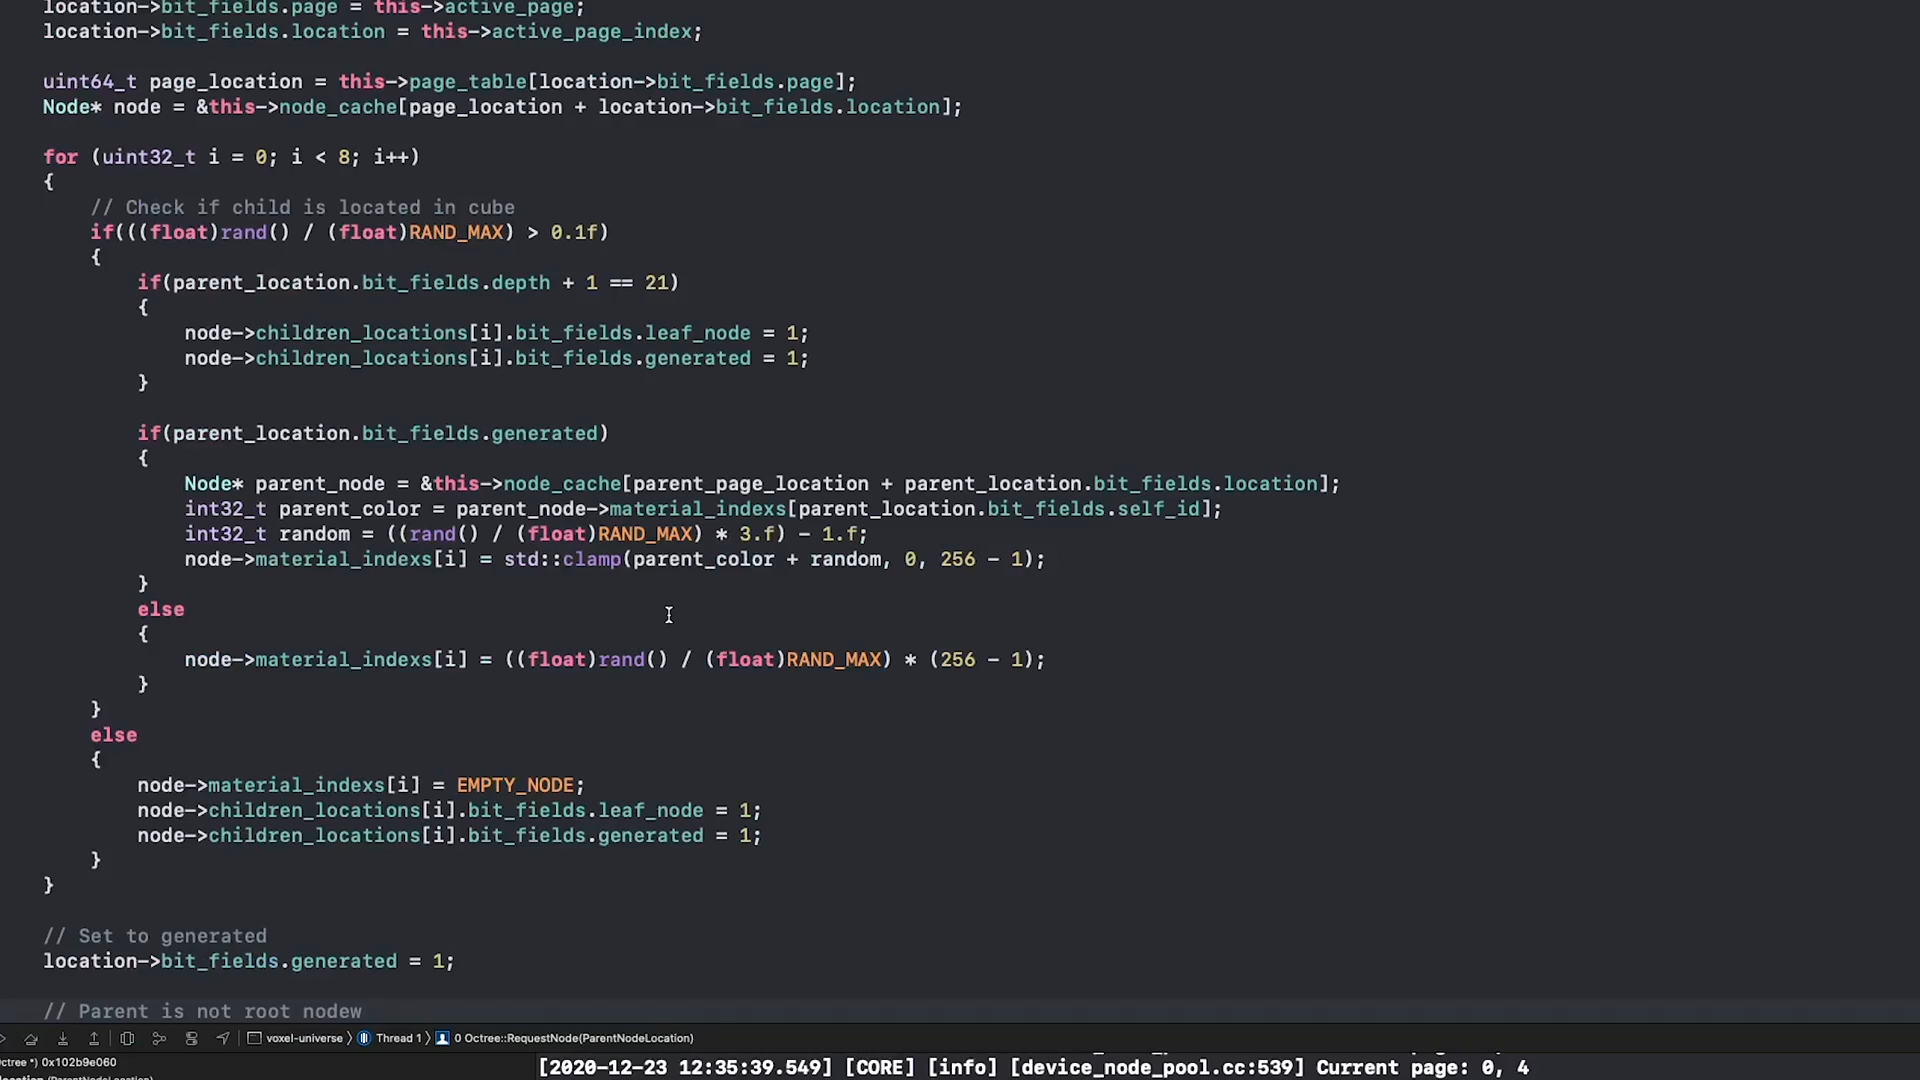 location->bit_fields.page = this->active_page;
location->bit_fields.location = this->active_page_index;
uint64_t page_location = this->page_table[location->bit_fields.page];
Node* node = &this->node_cache[page_location + location->bit_fields.location];
for (uint32_t i = 0; i < 8; i++)
{
// Check if child is located in cube
if(((float)rand() / (float)RAND_MAX) > 0.1f)
{
if(parent_location.bit_fields.depth + 1 == 21)
{
node->children_locations[i].bit_fields.leaf_node = 1;
node->children_locations[i].bit_fields.generated = 1;
}
if(parent_location.bit_fields.generated)
{
Node* parent_node = &this->node_cache[parent_page_location + parent_location.bit_fields.location];
int32_t parent_color = parent_node->material_indexs[parent_location.bit_fields.self_id];
int32_t random = ((rand() / (float)RAND_MAX) * 3.f) - 1.f;
node->material_indexs[i] = std::clamp(parent_color + random, 0, 256 - 1);
}
else
{
node->material_indexs[i] = ((float)rand() / (float)RAND_MAX) * (256 - 1);
}
}
else
{
node->material_indexs[i] = EMPTY_NODE;
node->children_locations[i].bit_fields.leaf_node = 1;
node->children_locations[i].bit_fields.generated = 1;
}
}
// Set to generated
location->bit_fields.generated = 1;
// Parent is not root nodew
voxel-universe Thread 1 0 Octree::RequestNode(ParentNodeLocation)
ctree *) 0x102b9e060
[2020-12-23 12:35:39.549] [CORE] [info] [device_node_pool.cc:539] Current page: 0, 4